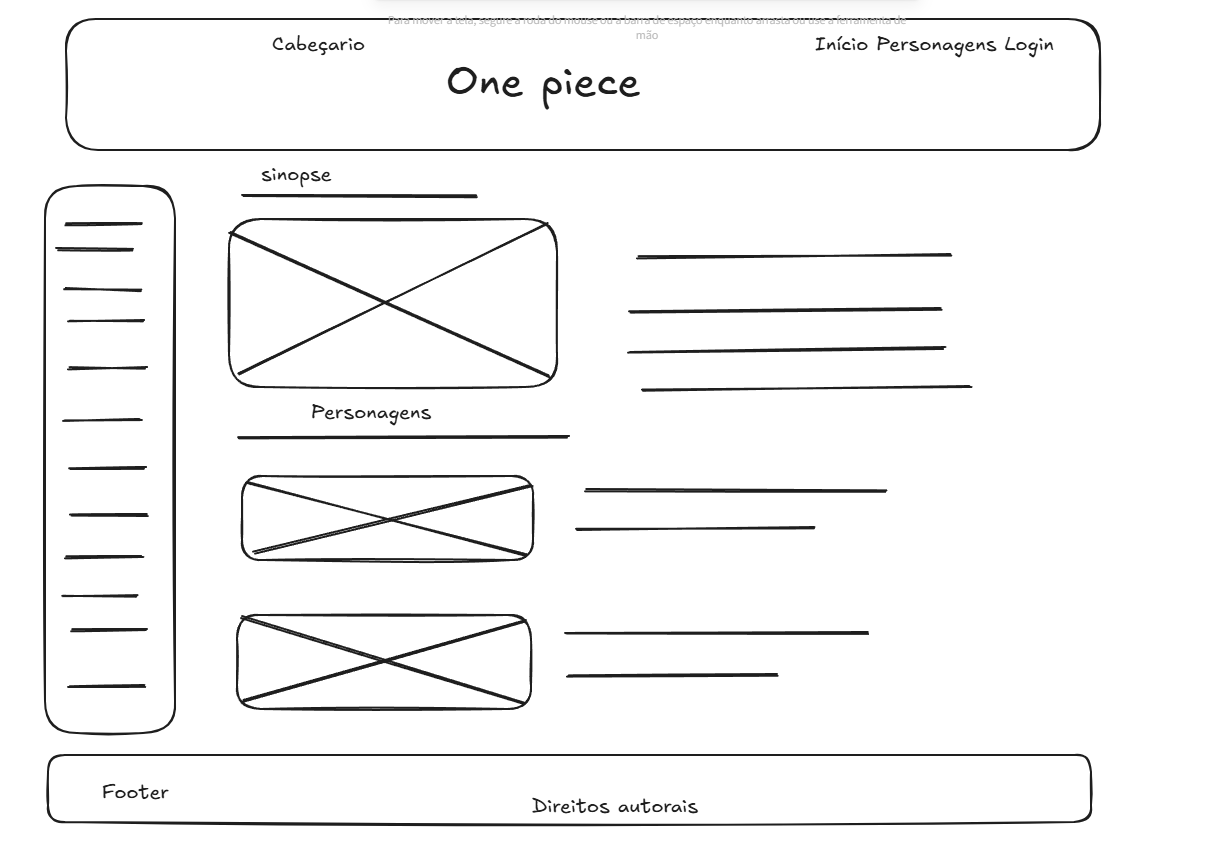 Para mover a tela, segure a roda do mouse ou a barra de espaço enquanto arrasta ou use a ferramenta de
mão
Cabeçario
Início Personagens Login
One piece
sinopse
Personagens
Footer
Direitos autorais